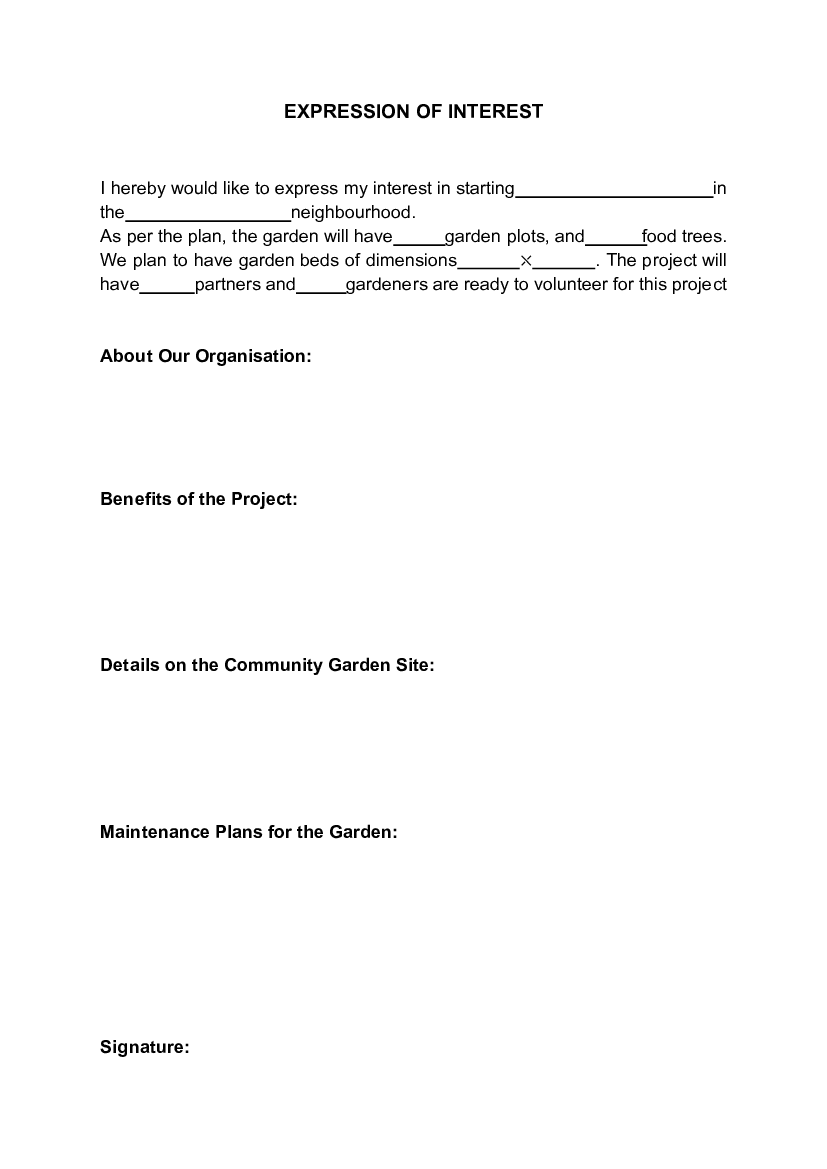 EXPRESSION OF INTEREST
I hereby would like to express my interest in starting______________________in
the__________________neighbourhood.
As per the plan, the garden will have_____garden plots, and______food trees.
We plan to have garden beds of dimensions______×______. The project will
have______partners and_____gardeners are ready to volunteer for this project
About Our Organisation:
Benefits of the Project:
Details on the Community Garden Site:
Maintenance Plans for the Garden:
Signature: